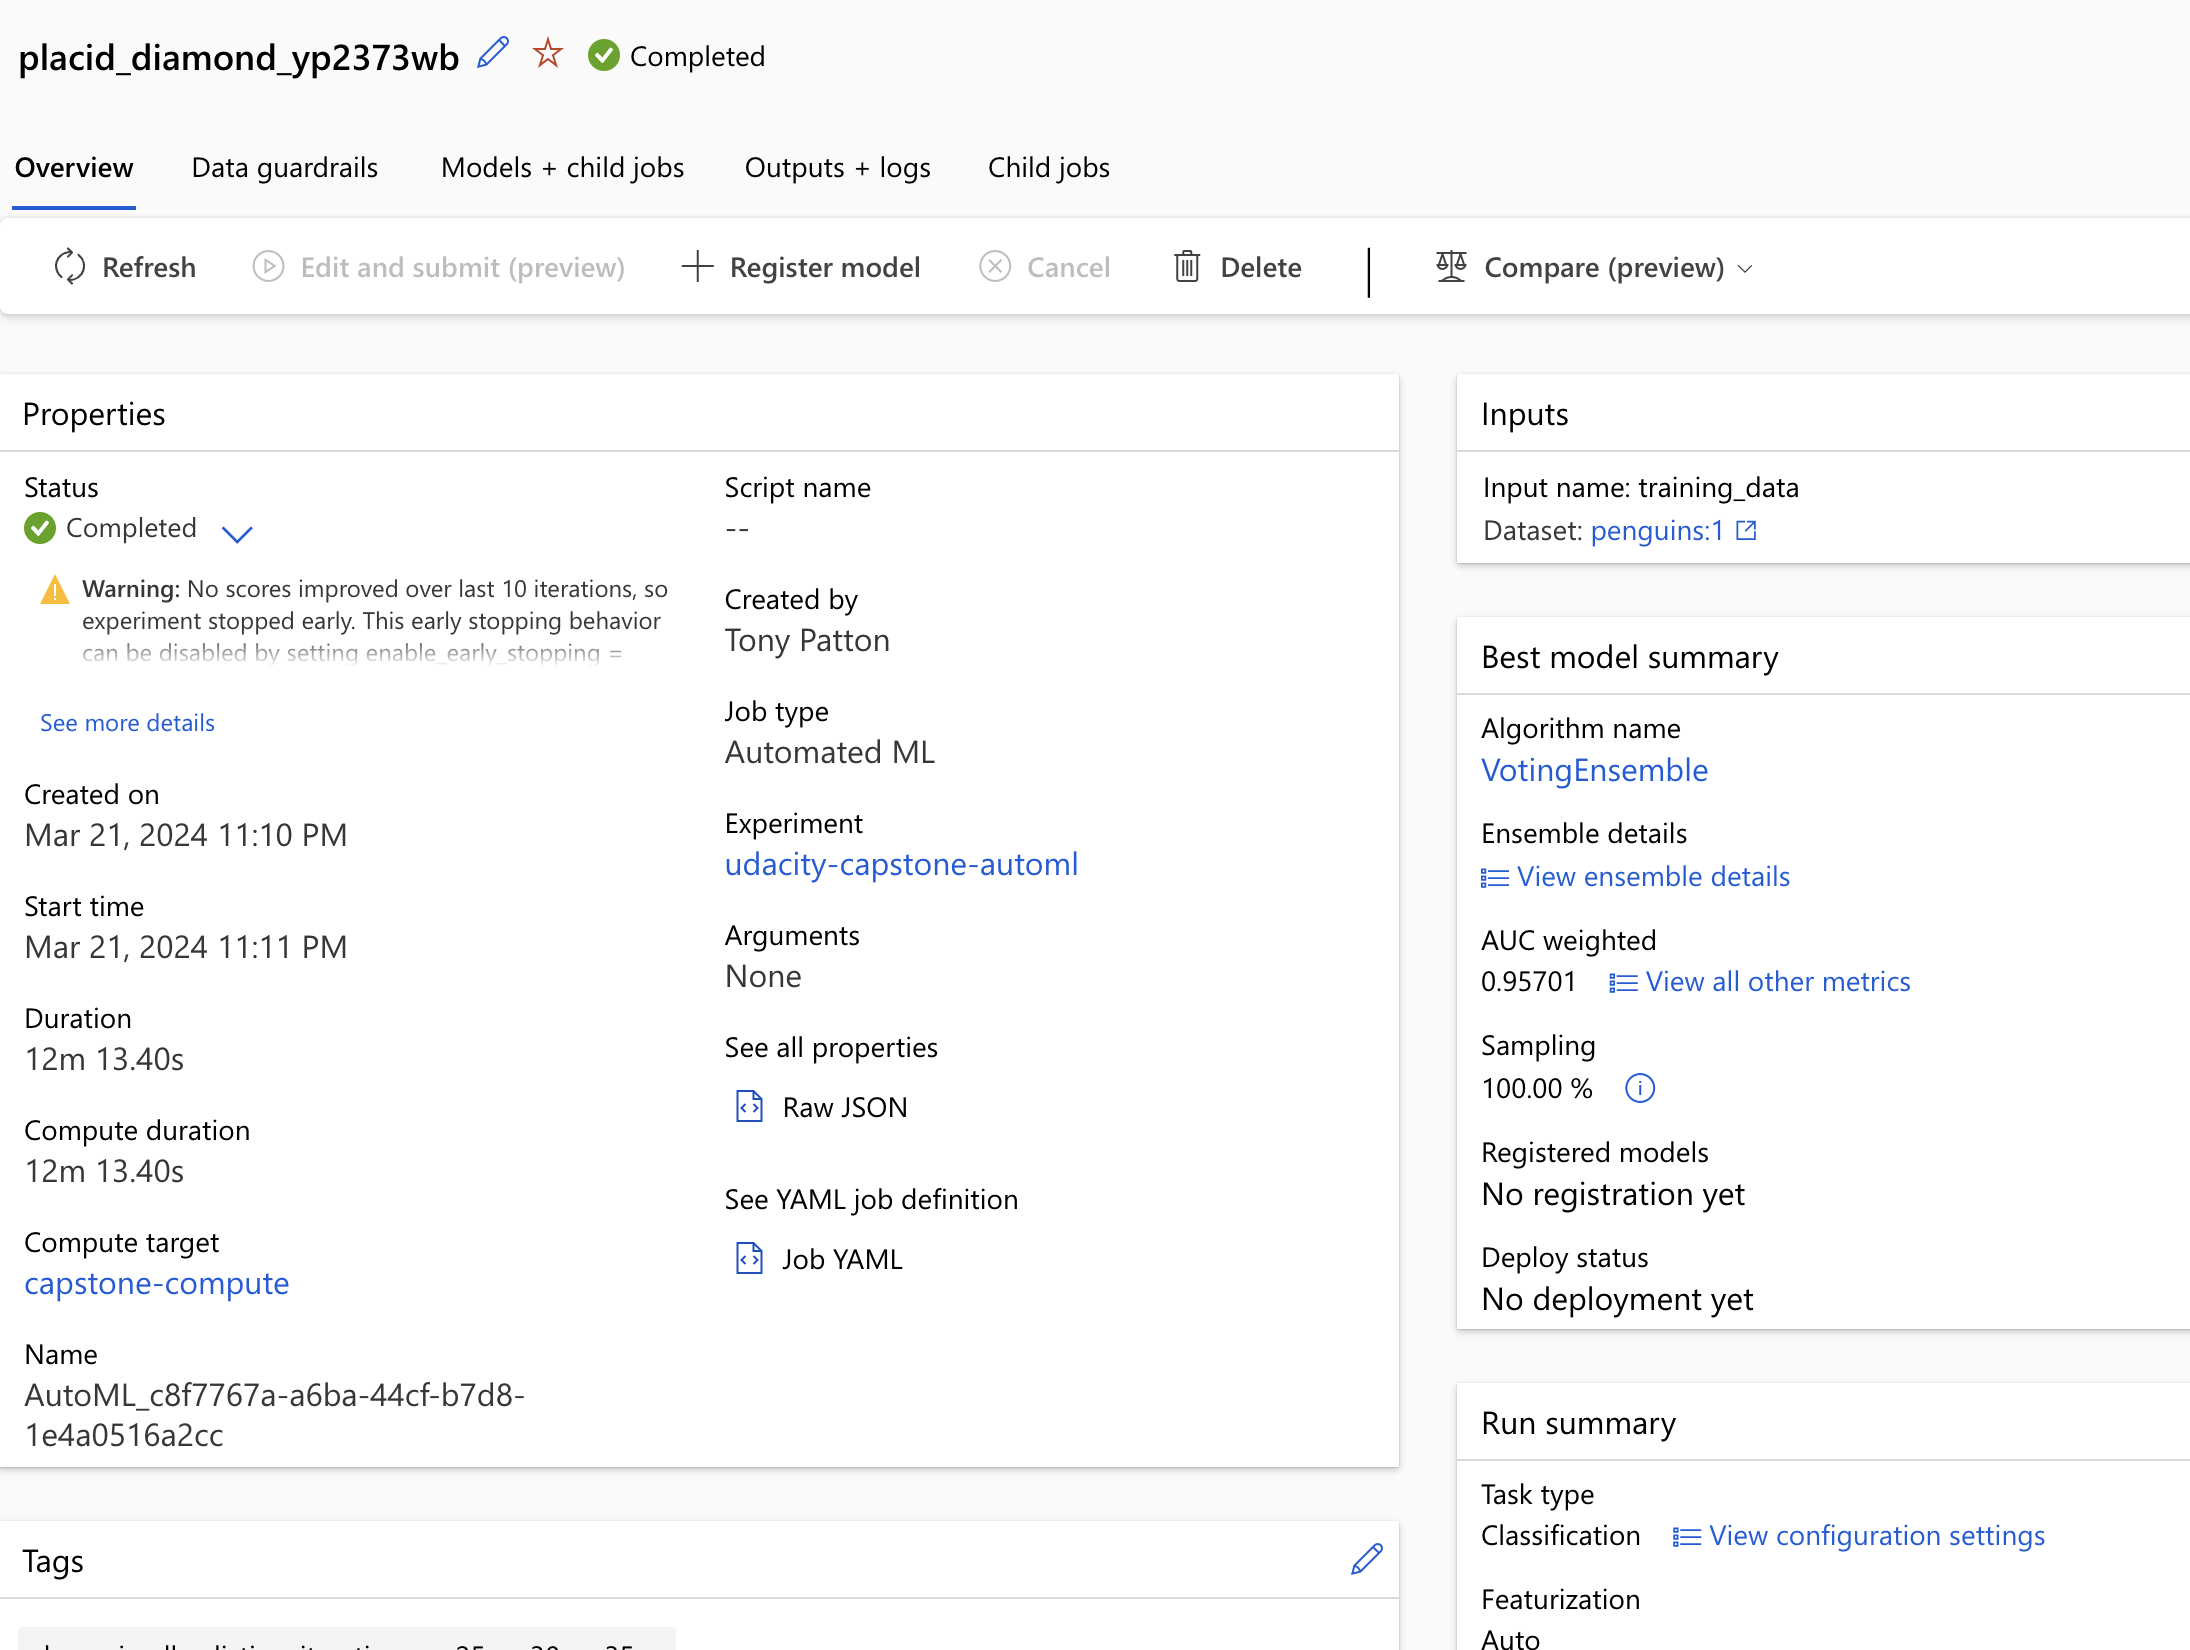 placid_diamond_yp2373wb Completed
Overview Data guardrails Models + child jobs Outputs + logs Child jobs
Refresh Edit and submit (preview) Register model Cancel Delete Compare (preview)
Properties
Status
Completed
Warning: No scores improved over last 10 iterations, so
experiment stopped early. This early stopping behavior
can be disabled by setting enable_early_stopping =
See more details
Created on
Mar 21, 2024 11:10 PM
Start time
Mar 21, 2024 11:11 PM
Duration
12m 13.40s
Compute duration
12m 13.40s
Compute target
capstone-compute
Name
AutoML_c8f7767a-a6ba-44cf-b7d8-
1e4a0516a2cc
Script name
--
Created by
Tony Patton
Job type
Automated ML
Experiment
udacity-capstone-automl
Arguments
None
See all properties
Raw JSON
See YAML job definition
Job YAML
Tags
Inputs
Input name: training_data
Dataset: penguins:1
Best model summary
Algorithm name
VotingEnsemble
Ensemble details
View ensemble details
AUC weighted
0.95701 View all other metrics
Sampling
100.00 %
Registered models
No registration yet
Deploy status
No deployment yet
Run summary
Task type
Classification View configuration settings
Featurization
Auto